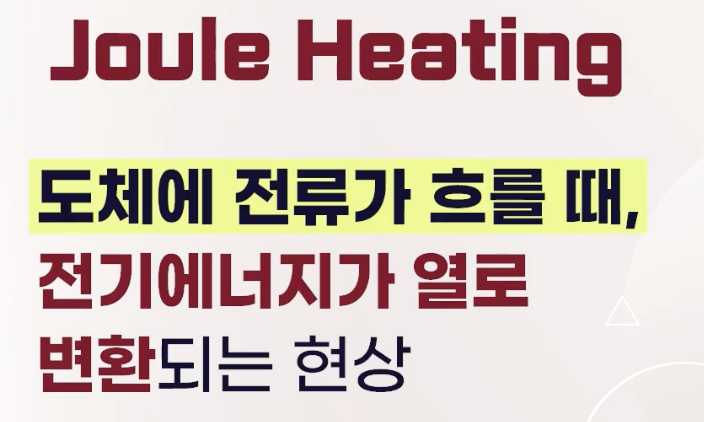 Joule Heating
도체에 전류가 흐를 때,
전기에너지가 열로
변환되는 현상